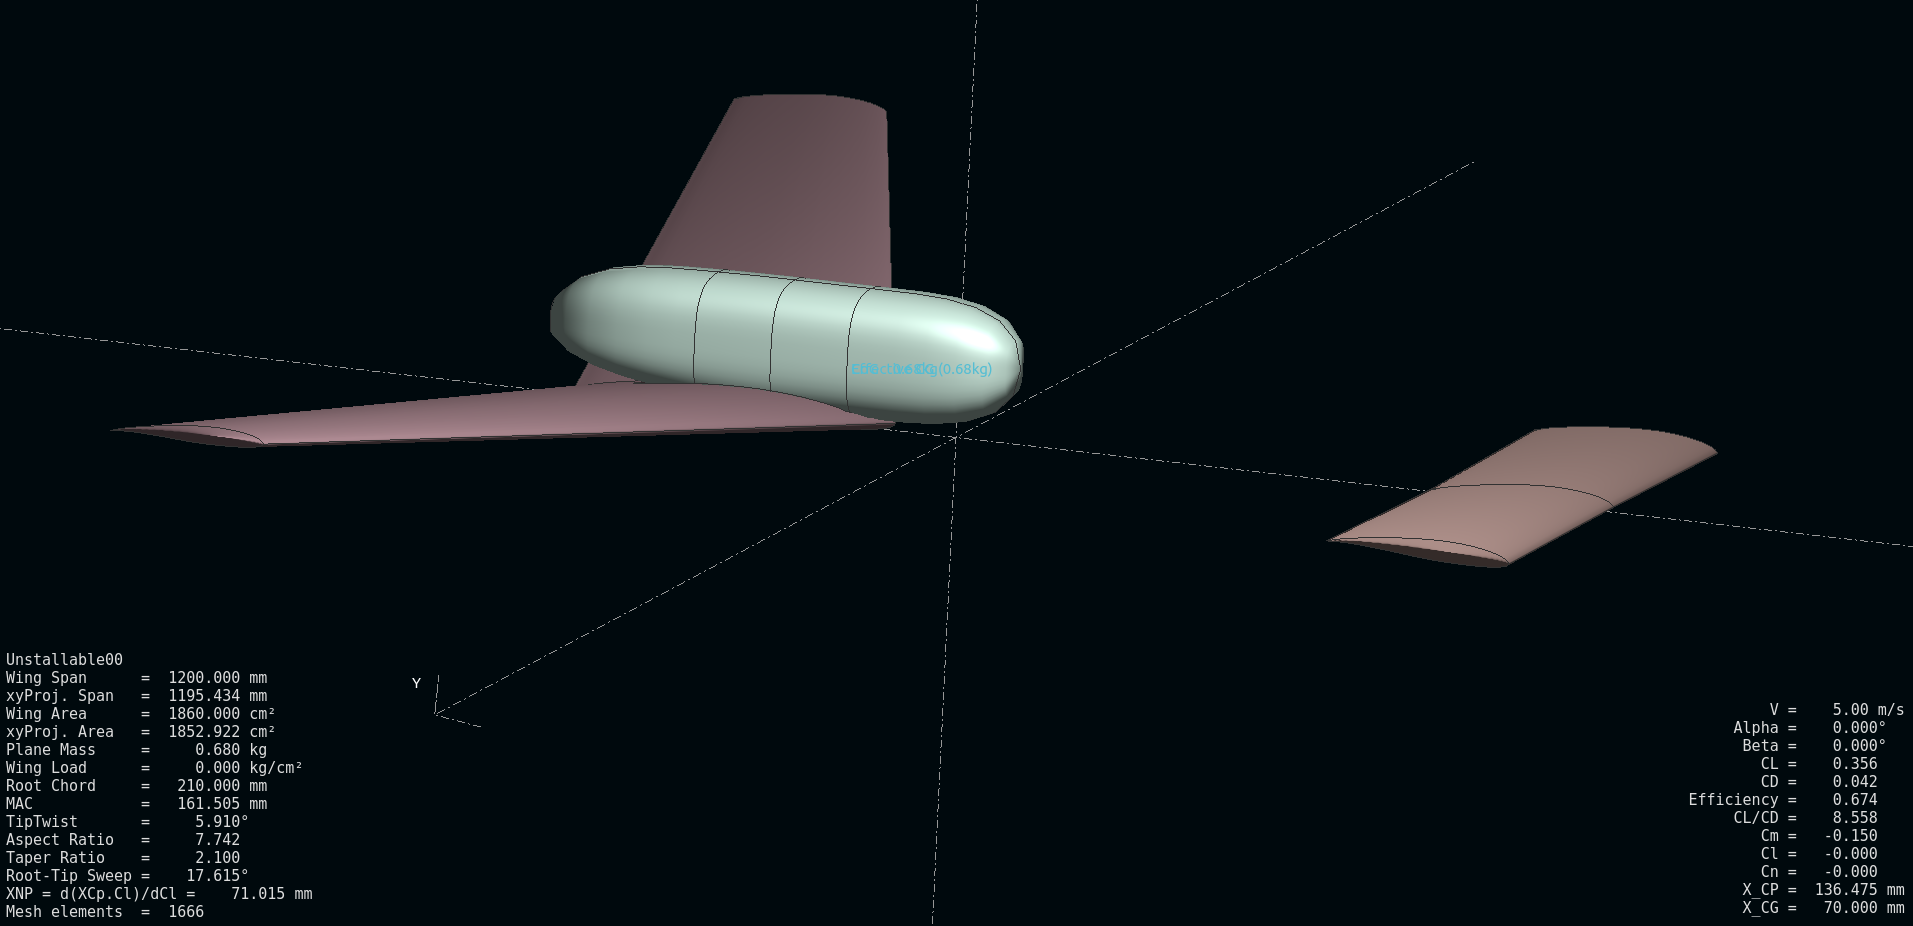 (0.68kg)
Y
Unstallable00
Wing Span = 1200.000 mm
xyProj. Span = 1195.434 mm
Wing Area = 1860.000 cm²
xyProj. Area = 1852.922 cm²
Plane Mass = 0.680 kg
Wing Load = 0.000 kg/cm²
Root Chord = 210.000 mm
MAC = 161.505 mm
TipTwist = 5.910°
Aspect Ratio = 7.742
Taper Ratio = 2.100
Root-Tip Sweep = 17.615°
XNP = d(XCp.Cl)/dCl = 71.015 mm
Mesh elements = 1666
V = 5.00 m/s
Alpha = 0.000°
Beta = 0.000°
CL = 0.356
CD = 0.042
Efficiency = 0.674
CL/CD = 8.558
Cm = -0.150
Cl = -0.000
Cn = -0.000
X_CP = 136.475 mm
X_CG = 70.000 mm